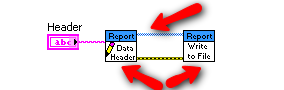 Header
abc
Report
Data
Header
Report
Write
to File